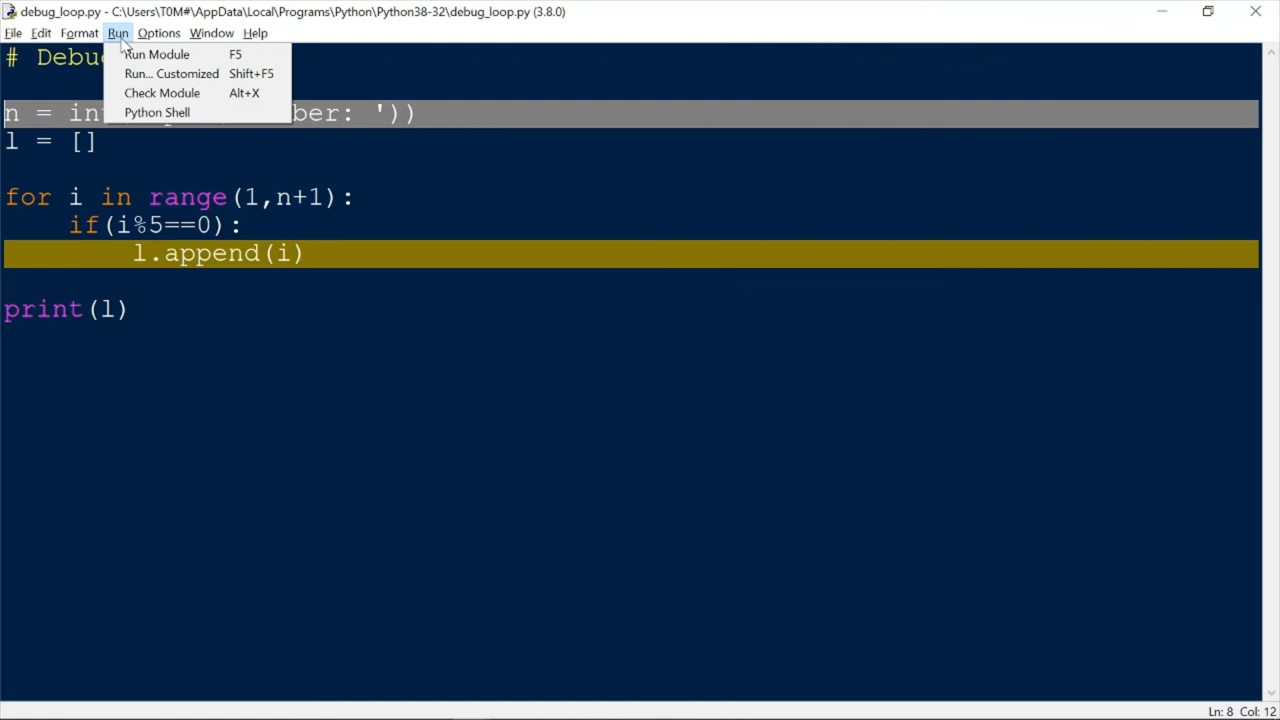 debug_loop.py - C:\Users\T0M#\AppData\Local\Programs\Python\Python38-32\debug_loop.py (3.8.0)
File Edit Format Run Options Window Help
# Debu
Run Module F5
Run... Customized Shift+F5
Check Module Alt+X
Python Shell
n = in ber: '))
l = []
for i in range(1,n+1):
    if(i%5==0):
        l.append(i)
print(l)
Ln: 8 Col: 12